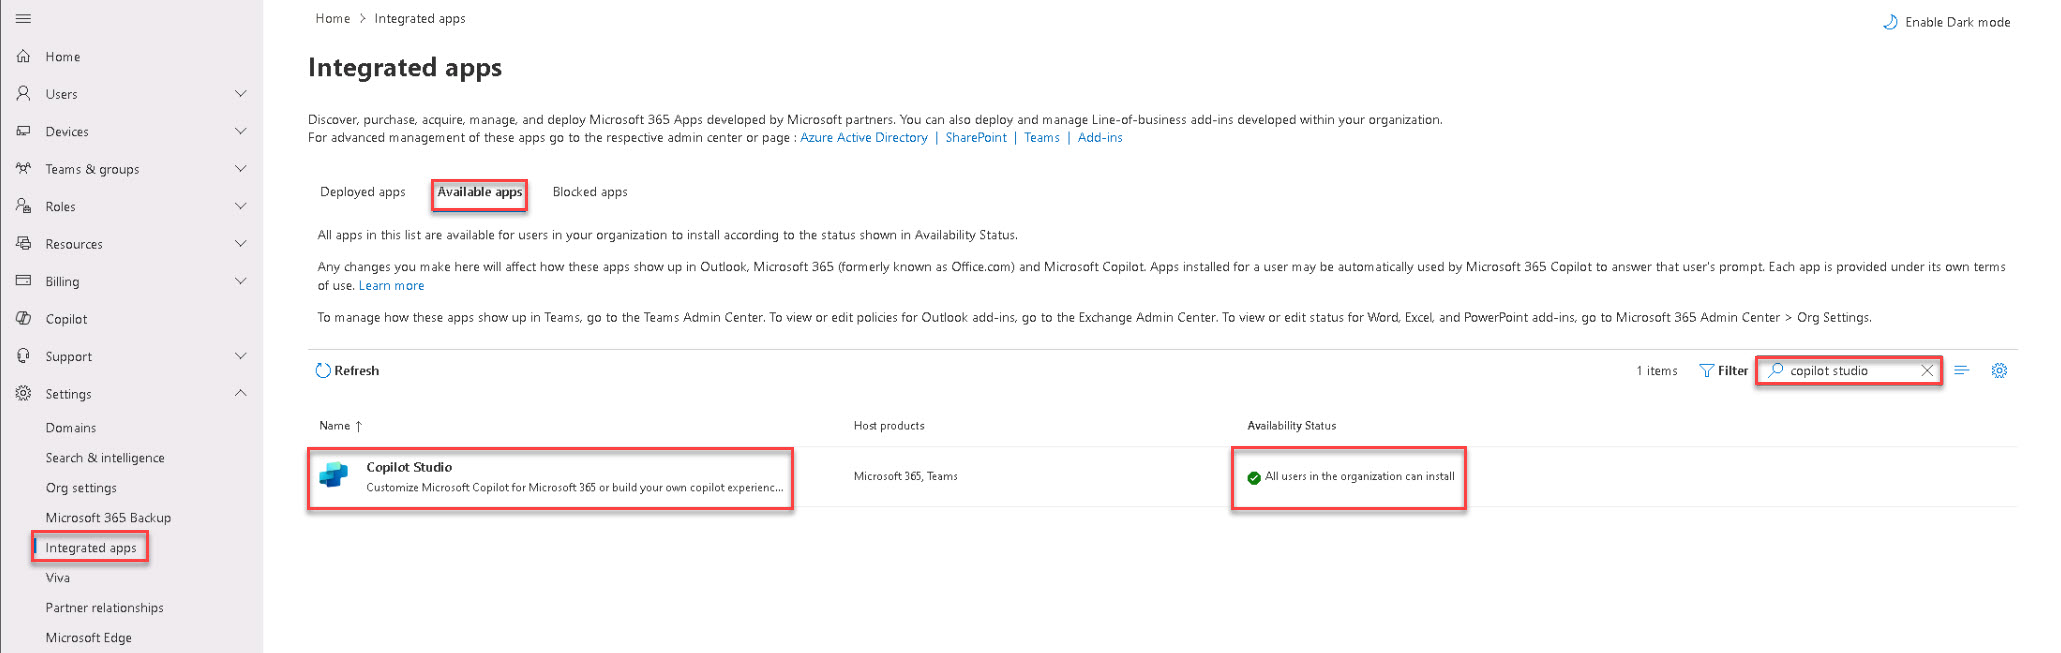 Home > Integrated apps
Enable Dark mode
Home
Users
Devices
Teams & groups
Roles
Resources
Billing
Copilot
Support
Settings
Domains
Search & intelligence
Org settings
Microsoft 365 Backup
Integrated apps
Viva
Partner relationships
Microsoft Edge
Integrated apps
Discover, purchase, acquire, manage, and deploy Microsoft 365 Apps developed by Microsoft partners. You can also deploy and manage Line-of-business add-ins developed within your organization.
For advanced management of these apps go to the respective admin center or page : Azure Active Directory | SharePoint | Teams | Add-ins
Deployed apps Available apps Blocked apps
All apps in this list are available for users in your organization to install according to the status shown in Availability Status.
Any changes you make here will affect how these apps show up in Outlook, Microsoft 365 (formerly known as Office.com) and Microsoft Copilot. Apps installed for a user may be automatically used by Microsoft 365 Copilot to answer that user's prompt. Each app is provided under its own terms
of use. Learn more
To manage how these apps show up in Teams, go to the Teams Admin Center. To view or edit policies for Outlook add-ins, go to the Exchange Admin Center. To view or edit status for Word, Excel, and PowerPoint add-ins, go to Microsoft 365 Admin Center > Org Settings.
Refresh 1 items Filter copilot studio
Name ↑ Host products Availability Status
Copilot Studio
Customize Microsoft Copilot for Microsoft 365 or build your own copilot experienc...
Microsoft 365, Teams
All users in the organization can install